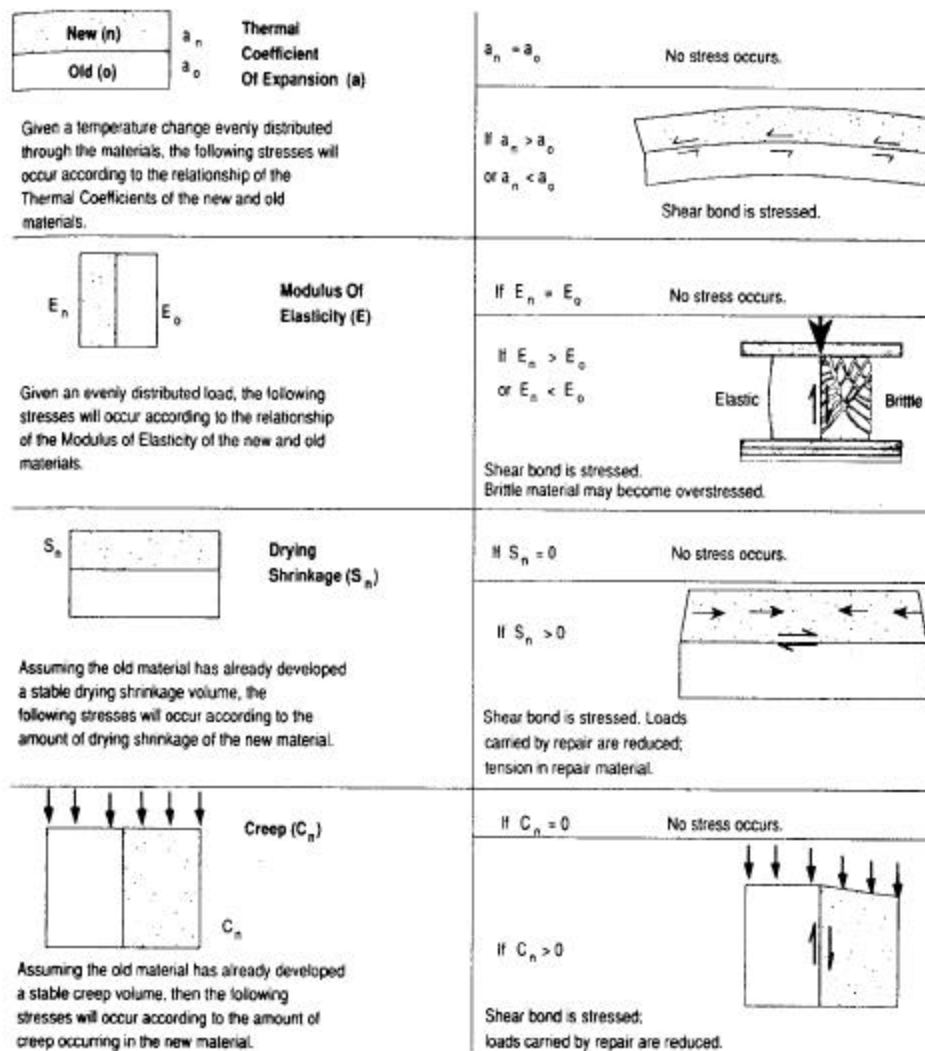 New (n)
Old (o)
a n
a o
Thermal
Coefficient
Of Expansion (a)
Given a temperature change evenly distributed
through the materials, the following stresses will
occur according to the relationship of the
Thermal Coefficients of the new and old
materials.
a n = a o
No stress occurs.
If a n > a o
or a n < a o
Shear bond is stressed.
E n
E o
Modulus Of
Elasticity (E)
Given an evenly distributed load, the following
stresses will occur according to the relationship
of the Modulus of Elasticity of the new and old
materials.
If E n = E o
No stress occurs.
If E n > E o
or E n < E o
Elastic
Brittle
Shear bond is stressed.
Brittle material may become overstressed.
S n
Drying
Shrinkage (S n)
Assuming the old material has already developed
a stable drying shrinkage volume, the
following stresses will occur according to the
amount of drying shrinkage of the new material.
If S n = 0
No stress occurs.
If S n > 0
Shear bond is stressed. Loads
carried by repair are reduced;
tension in repair material.
Creep (C n)
C n
Assuming the old material has already developed
a stable creep volume, then the following
stresses will occur according to the amount of
creep occurring in the new material.
If C n = 0
No stress occurs.
if C n > 0
Shear bond is stressed;
loads carried by repair are reduced.